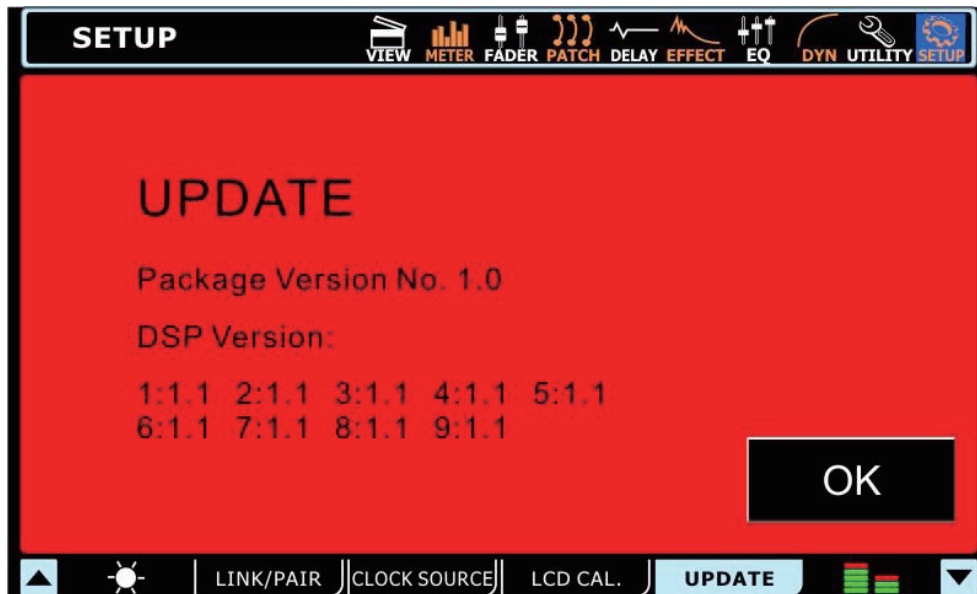 SETUP
VIEW METER FADER PATCH DELAY EFFECT EQ DYN UTILITY SETUP
UPDATE
Package Version No. 1.0
DSP Version:
1:1.1 2:1.1 3:1.1 4:1.1 5:1.1
6:1.1 7:1.1 8:1.1 9:1.1
OK
LINK/PAIR CLOCK SOURCE LCD CAL. UPDATE